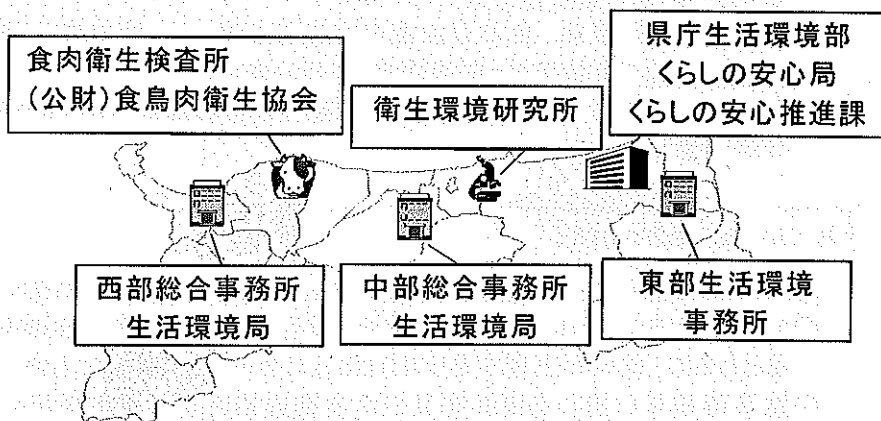 食肉衛生検査所
（公財）食鳥肉衛生協会
衛生環境研究所
県庁生活環境部
くらしの安心局
くらしの安心推進課
西部総合事務所
生活環境局
中部総合事務所
生活環境局
東部生活環境
事務所